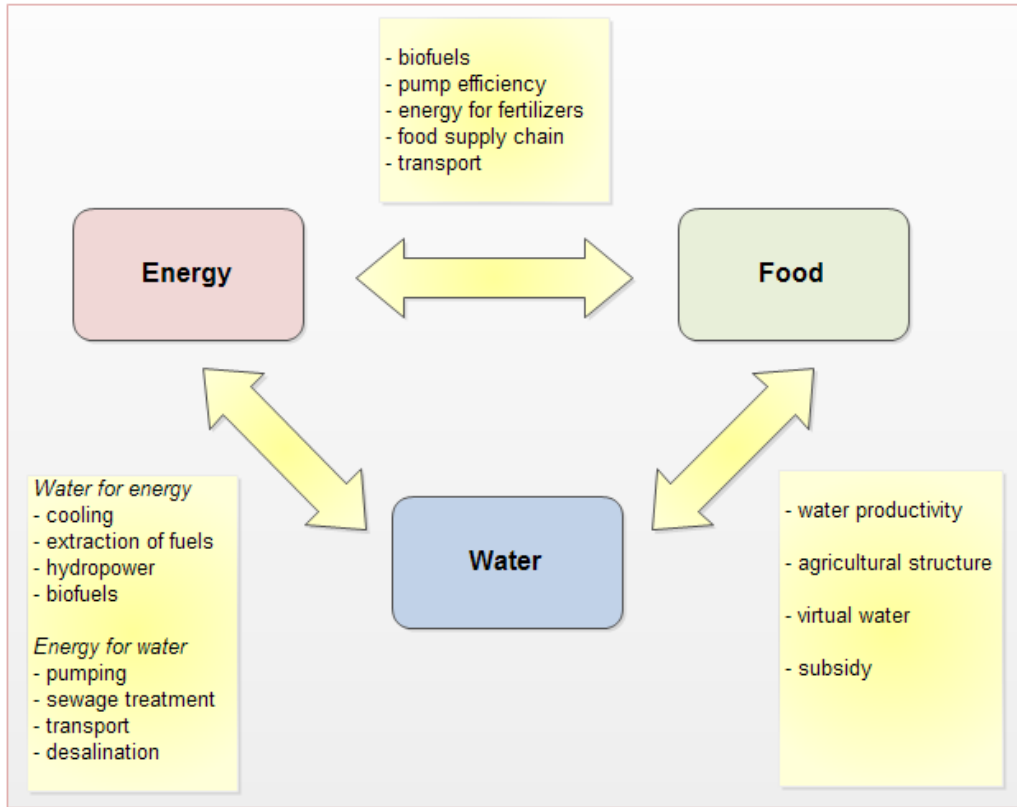 - biofuels
- pump efficiency
- energy for fertilizers
- food supply chain
- transport
Energy
Food
Water for energy
- cooling
- extraction of fuels
- hydropower
- biofuels
Energy for water
- pumping
- sewage treatment
- transport
- desalination
Water
- water productivity
- agricultural structure
- virtual water
- subsidy